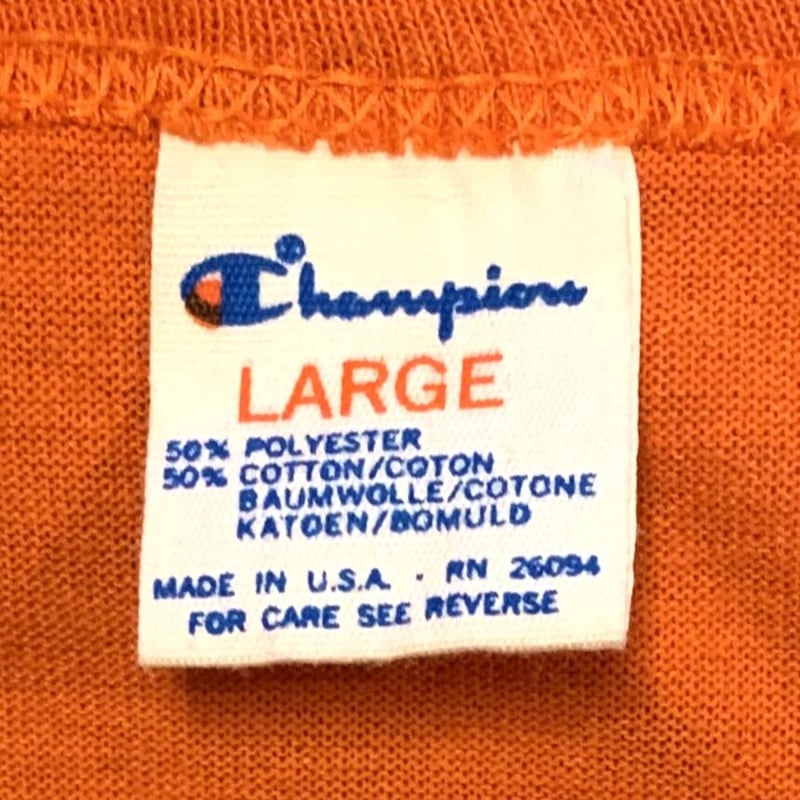 Champion
LARGE
50% POLYESTER
50% COTTON/COTON
BAUMWOLLE/COTONE
KATOEN/BOMULD
MADE IN U.S.A. · RN 26094
FOR CARE SEE REVERSE